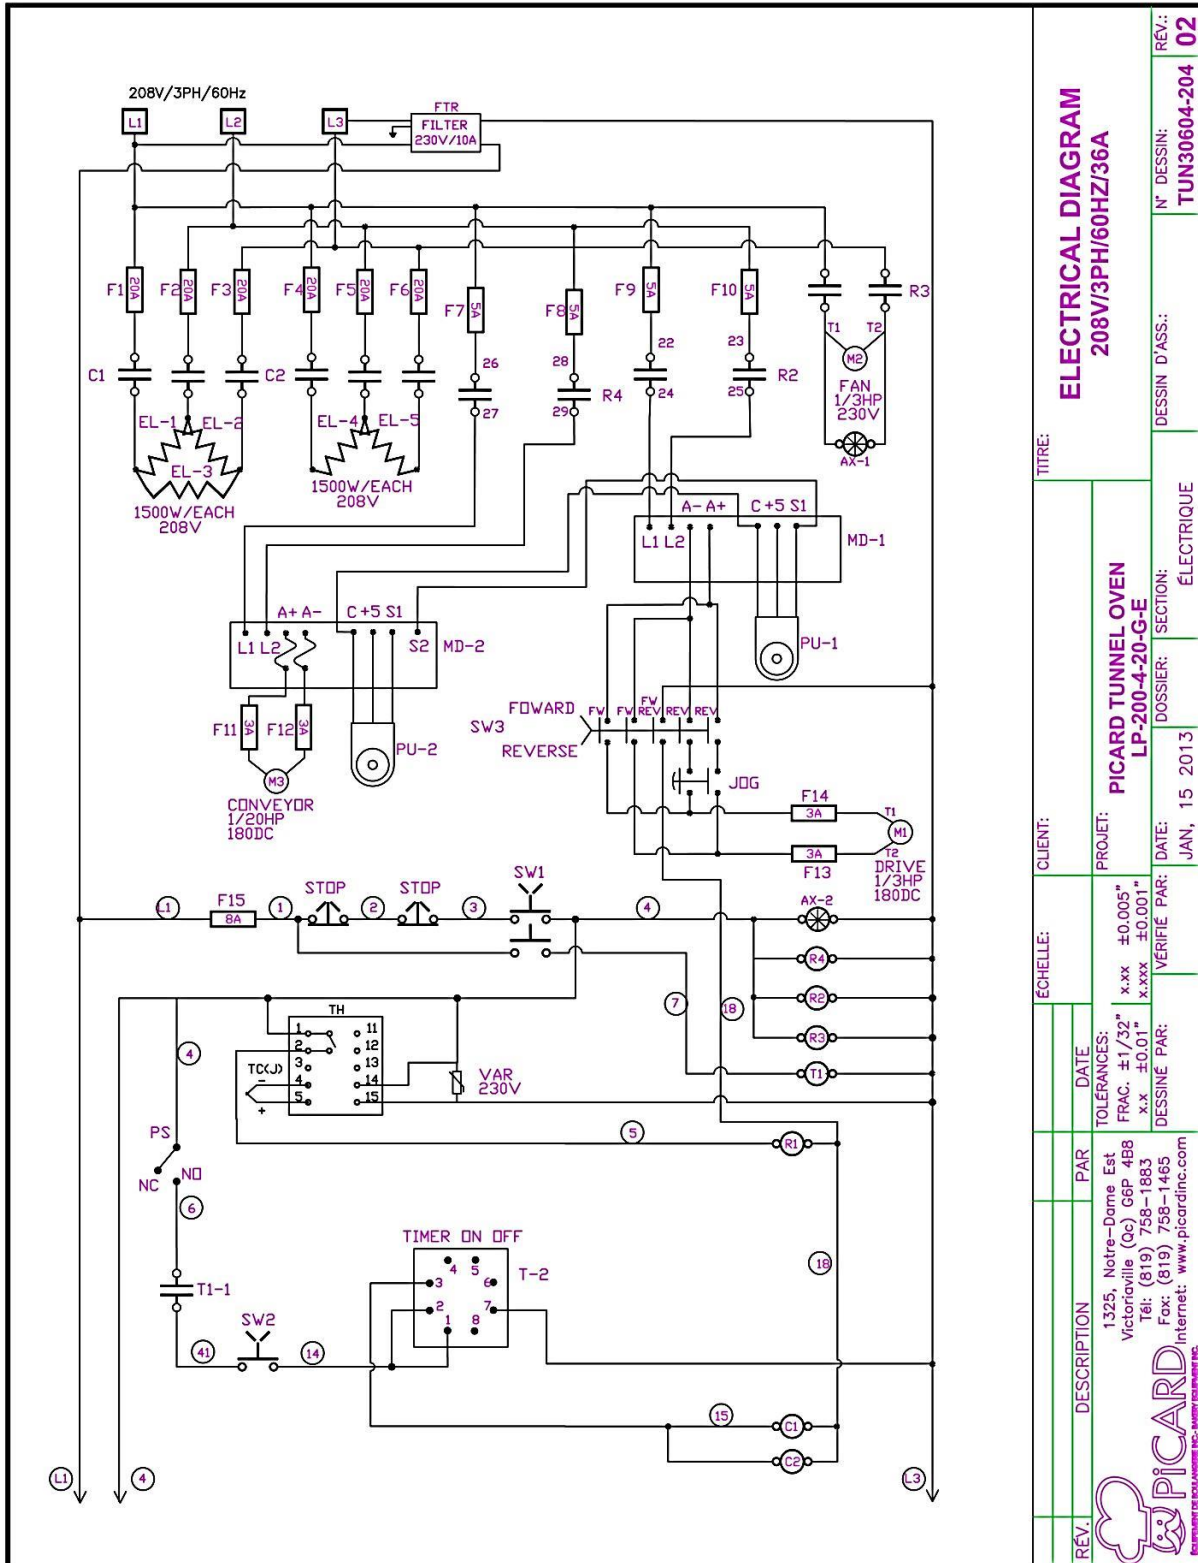 208V/3PH/60Hz
L1
L2
L3
FTR
FILTER
230V/10A
F1
20A
F2
20A
F3
20A
F4
20A
F5
20A
F6
20A
F7
5A
F8
5A
F9
5A
F10
5A
R3
C1
C2
26
27
28
29
R4
22
24
23
25
R2
T1
T2
M2
FAN
1/3HP
230V
AX-1
EL-1
EL-2
EL-3
1500W/EACH
208V
EL-4
EL-5
1500W/EACH
208V
A- A+
C +5 S1
L1 L2
MD-1
PU-1
A+ A-
C +5 S1
L1 L2
S2
MD-2
F11
3A
F12
3A
PU-2
M3
CONVEYOR
1/20HP
180DC
FOWARD
SW3
REVERSE
FW
FW
FW
REV
REV
REV
JOG
F14
3A
T1
M1
3A
F13
T2
DRIVE
1/3HP
180DC
L1
F15
8A
1
STOP
2
STOP
3
SW1
4
AX-2
R4
R2
R3
T1
7
18
TH
1
2
3
4
5
11
12
13
14
15
TC(J)
-
+
VAR
230V
4
5
R1
PS
NC
NO
6
T1-1
TIMER ON OFF
T-2
3
4
5
6
2
1
8
7
18
SW2
41
14
15
C1
C2
L1
4
L3
TITRE:
ELECTRICAL DIAGRAM
208V/3PH/60HZ/36A
CLIENT:
PROJET:
PICARD TUNNEL OVEN
LP-200-4-20-G-E
ÉCHELLE:
TOLÉRANCES:
FRAC. ±1/32"
x.x ±0.01"
x.xx ±0.005"
x.xxx ±0.001"
DESSINÉ PAR:
VÉRIFIÉ PAR:
DATE:
JAN, 15 2013
DOSSIER:
SECTION:
ÉLECTRIQUE
DESSIN D'ASS.:
N° DESSIN:
TUN30604-204
RÉV.:
02
RÉV.
DESCRIPTION
PAR
DATE
1325, Notre-Dame Est
Victoriaville (Qc) G6P 4B8
Tél: (819) 758-1883
Fax: (819) 758-1465
Internet: www.picardinc.com
PiCARD
ÉQUIPEMENT DE BOULANGERIE INC.- BAKERY EQUIPMENT INC.